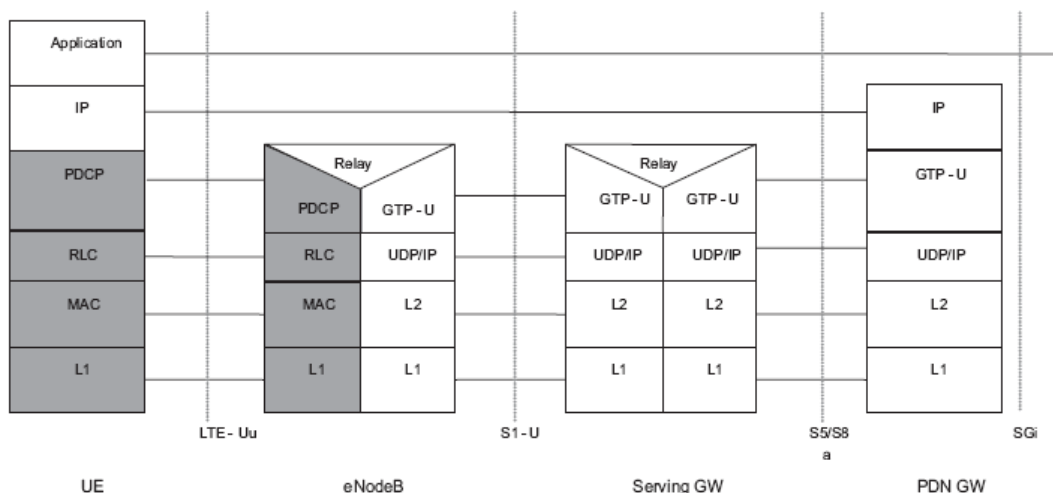 Application
IP
IP
Relay
Relay
PDCP
GTP - U
PDCP
GTP - U
GTP - U
GTP - U
RLC
RLC
UDP/IP
UDP/IP
UDP/IP
UDP/IP
MAC
MAC
L2
L2
L2
L2
L1
L1
L1
L1
L1
L1
LTE - Uu
S1 - U
S5/S8
a
SGi
UE
eNodeB
Serving GW
PDN GW